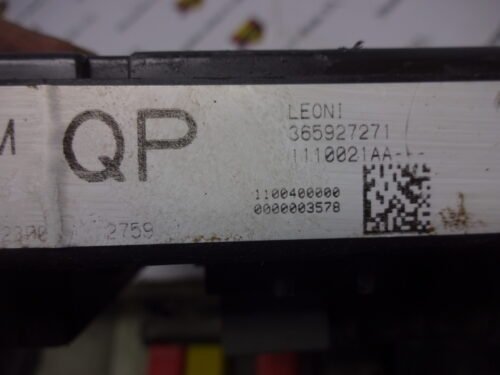 M
QP
LEONI
365927271
1110021AA--
1100400000
0000003578
2759